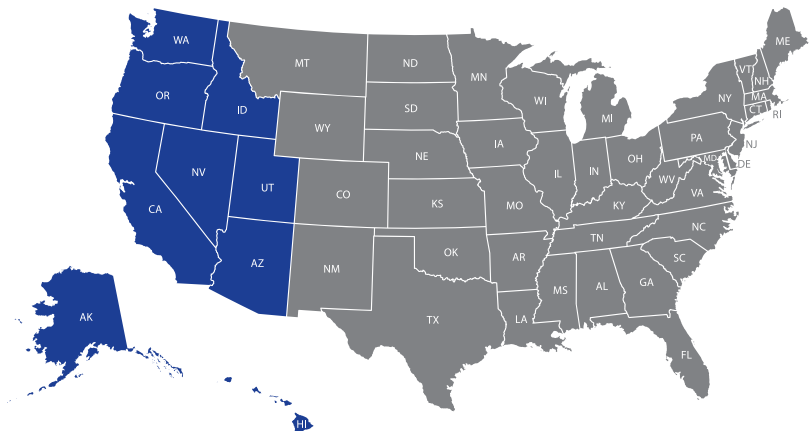 WA
MT
ND
MN
ME
VT
NH
OR
ID
WY
SD
WI
MI
NY
MA
CT
RI
NV
UT
CO
NE
IA
IL
IN
OH
PA
NJ
MD
DE
WV
VA
CA
AZ
NM
KS
OK
MO
KY
TN
NC
SC
AR
MS
AL
GA
LA
TX
FL
AK
HI